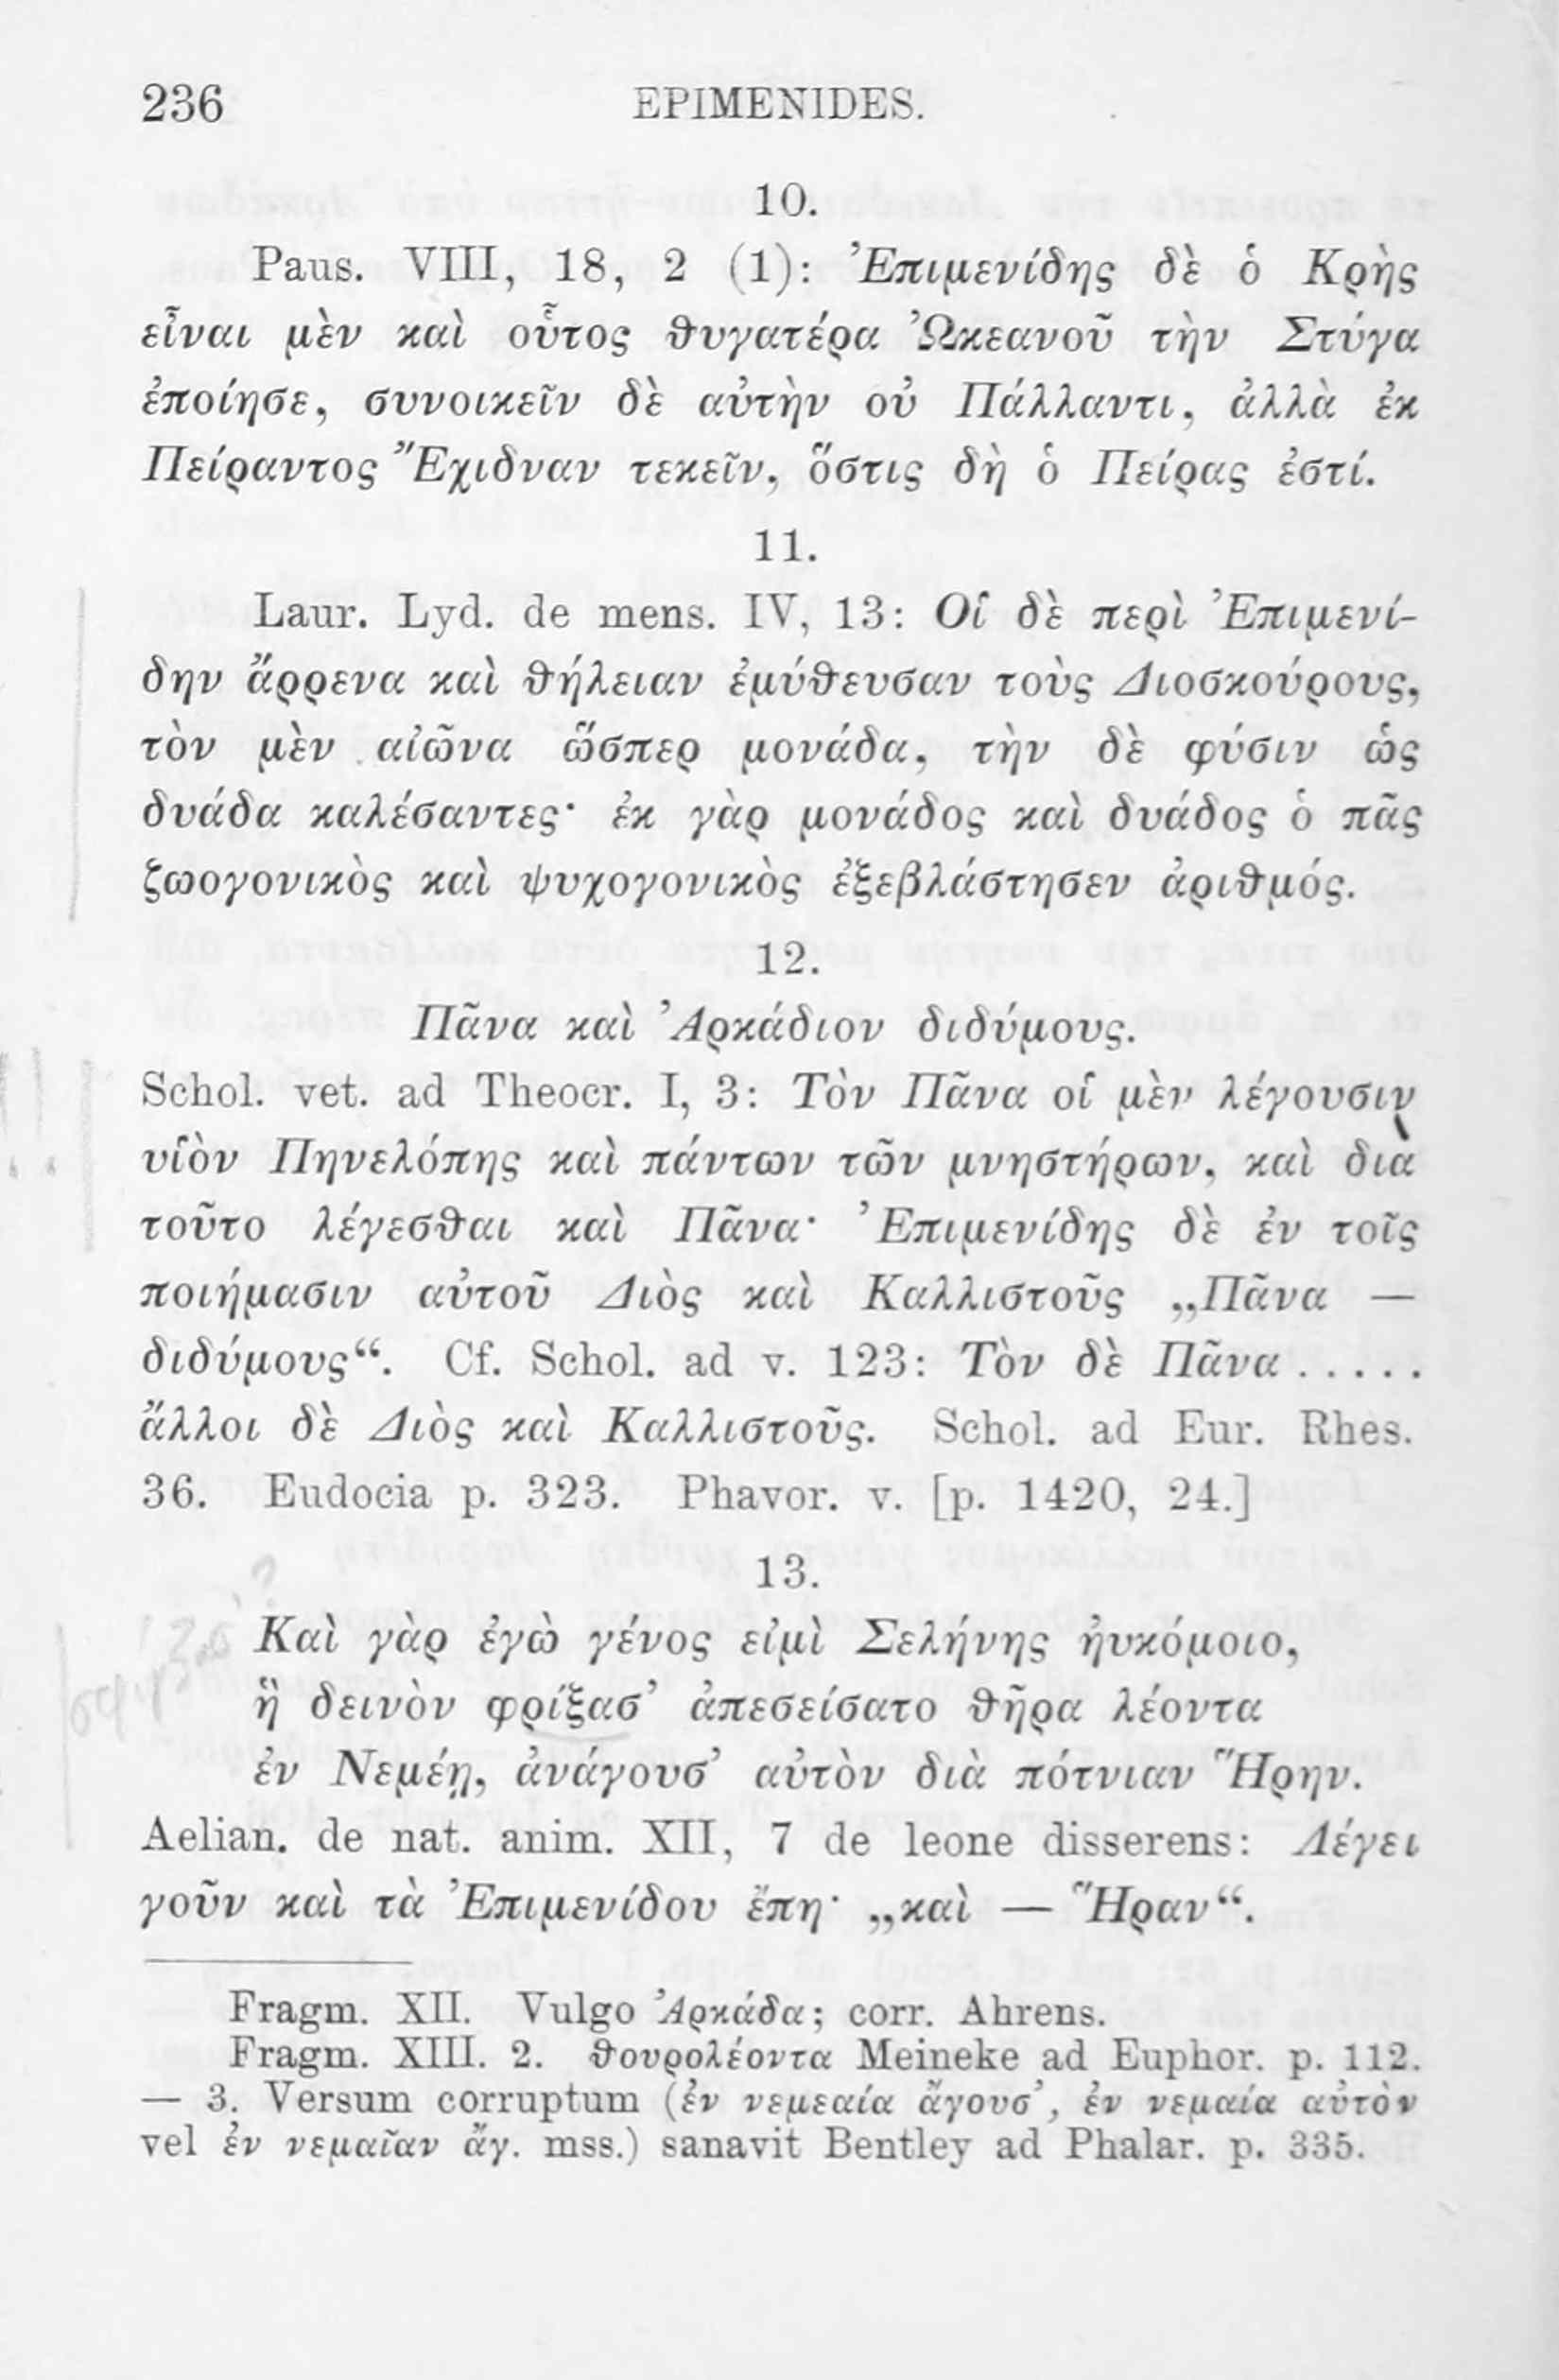 236 EPIMENIDES.
10.
Paus. VIII, 18, 2 (1): Ἐπιμενίδης δὲ ὁ Κρὴς
εἶναι μὲν καὶ οὗτος θυγατέρα Ὠκεανοῦ τὴν Στύγα
ἐποίησε, συνοικεῖν δὲ αὐτὴν οὐ Πάλλαντι, ἀλλὰ ἐκ
Πείραντος Ἔχιδναν τεκεῖν, ὅστις δὴ ὁ Πείρας ἐστί.
11.
Laur. Lyd. de mens. IV, 13: Οἱ δὲ περὶ Ἐπιμενί-
δην ἄρρενα καὶ θήλειαν ἐμύθευσαν τοὺς Διοσκούρους,
τὸν μὲν αἰῶνα ὥσπερ μονάδα, τὴν δὲ φύσιν ὡς
δυάδα καλέσαντες· ἐκ γὰρ μονάδος καὶ δυάδος ὁ πᾶς
ζωογονικὸς καὶ ψυχογονικὸς ἐξεβλάστησεν ἀριθμός.
12.
Πᾶνα καὶ Ἀρκάδιον διδύμους.
Schol. vet. ad Theocr. I, 3: Τὸν Πᾶνα οἱ μὲν λέγουσιν
υἱὸν Πηνελόπης καὶ πάντων τῶν μνηστήρων, καὶ διὰ
τοῦτο λέγεσθαι καὶ Πᾶνα· Ἐπιμενίδης δὲ ἐν τοῖς
ποιήμασιν αὐτοῦ Διὸς καὶ Καλλιστοῦς „Πᾶνα —
διδύμους“. Cf. Schol. ad v. 123: Τὸν δὲ Πᾶνα . . . . .
ἄλλοι δὲ Διὸς καὶ Καλλιστοῦς. Schol. ad Eur. Rhes.
36. Eudocia p. 323. Phavor. v. [p. 1420, 24.]
13.
Καὶ γὰρ ἐγὼ γένος εἰμὶ Σελήνης ἠυκόμοιο,
ἣ δεινὸν φρίξασ’ ἀπεσείσατο θῆρα λέοντα
ἐν Νεμέῃ, ἀνάγουσ’ αὐτὸν διὰ πότνιαν Ἥρην.
Aelian. de nat. anim. XII, 7 de leone disserens: Λέγει
γοῦν καὶ τὰ Ἐπιμενίδου ἔπη· „καὶ — Ἥραν“.
Fragm. XII. Vulgo Ἀρκάδα; corr. Ahrens.
Fragm. XIII. 2. θουρολέοντα Meineke ad Euphor. p. 112.
— 3. Versum corruptum (ἐν νεμεαία ἄγουσ’, ἐν νεμαία αὐτὸν
vel ἐν νεμαῖαν ἄγ. mss.) sanavit Bentley ad Phalar. p. 335.